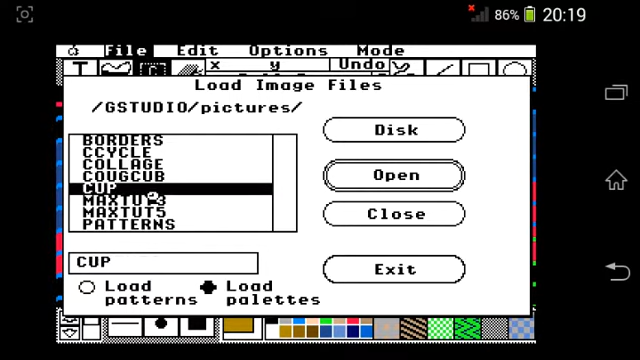 86% 20:19
File Edit Options Mode
T x y Undo
Load Image Files
/GSTUDIO/pictures/
BORDERS
CCYCLE
COLLAGE
COUGCUB
CUP
MAXTUT3
MAXTUT5
PATTERNS
Disk
Open
Close
Exit
CUP
Load patterns
Load palettes